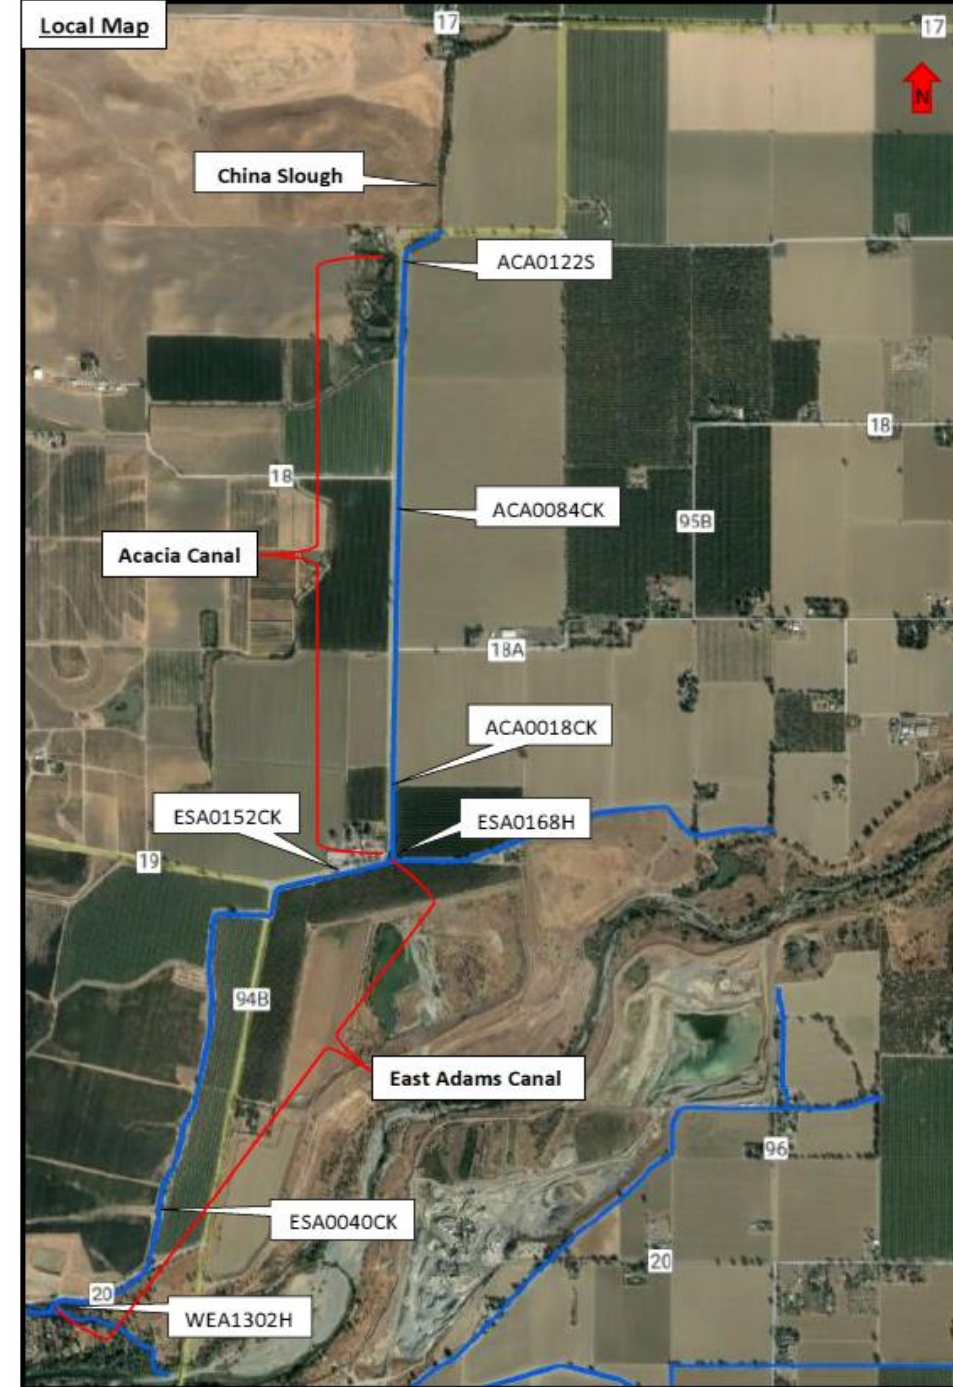 Local Map
17
17
N
China Slough
ACA0122S
18
18
ACA0084CK
95B
Acacia Canal
18A
ACA0018CK
ESA0152CK
ESA0168H
19
94B
East Adams Canal
96
ESA0040CK
20
20
WEA1302H